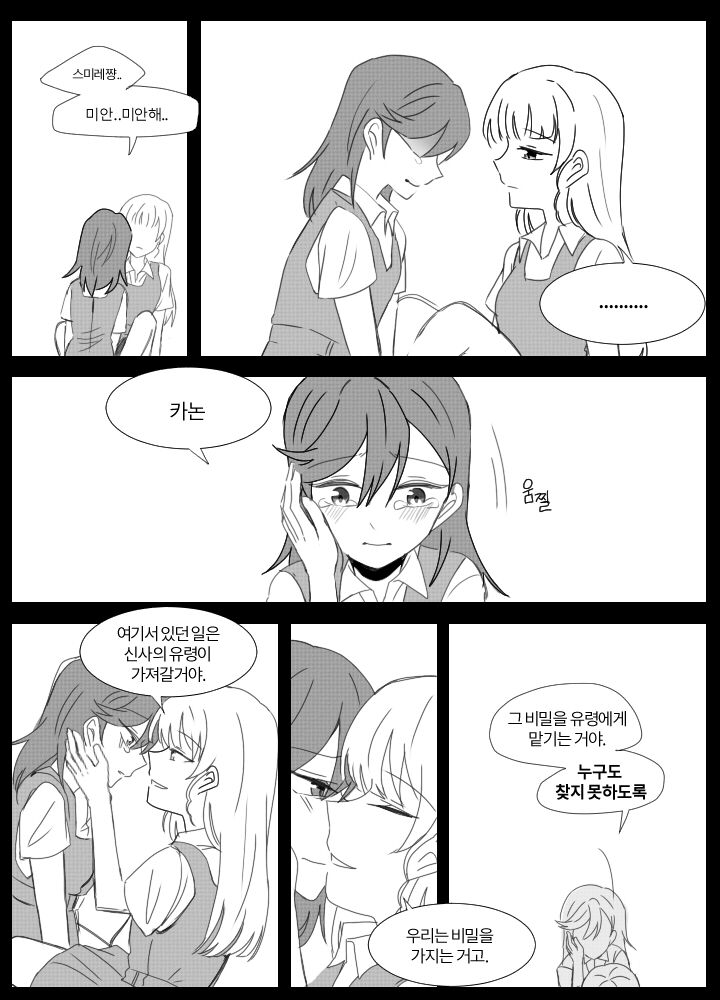 스미레쨩..
미안..미안해..
..........
카논
움찔
여기서 있던 일은
신사의 유령이
가져갈거야.
우리는 비밀을
가지는 거고.
그 비밀을 유령에게
맡기는 거야.
누구도
찾지 못하도록